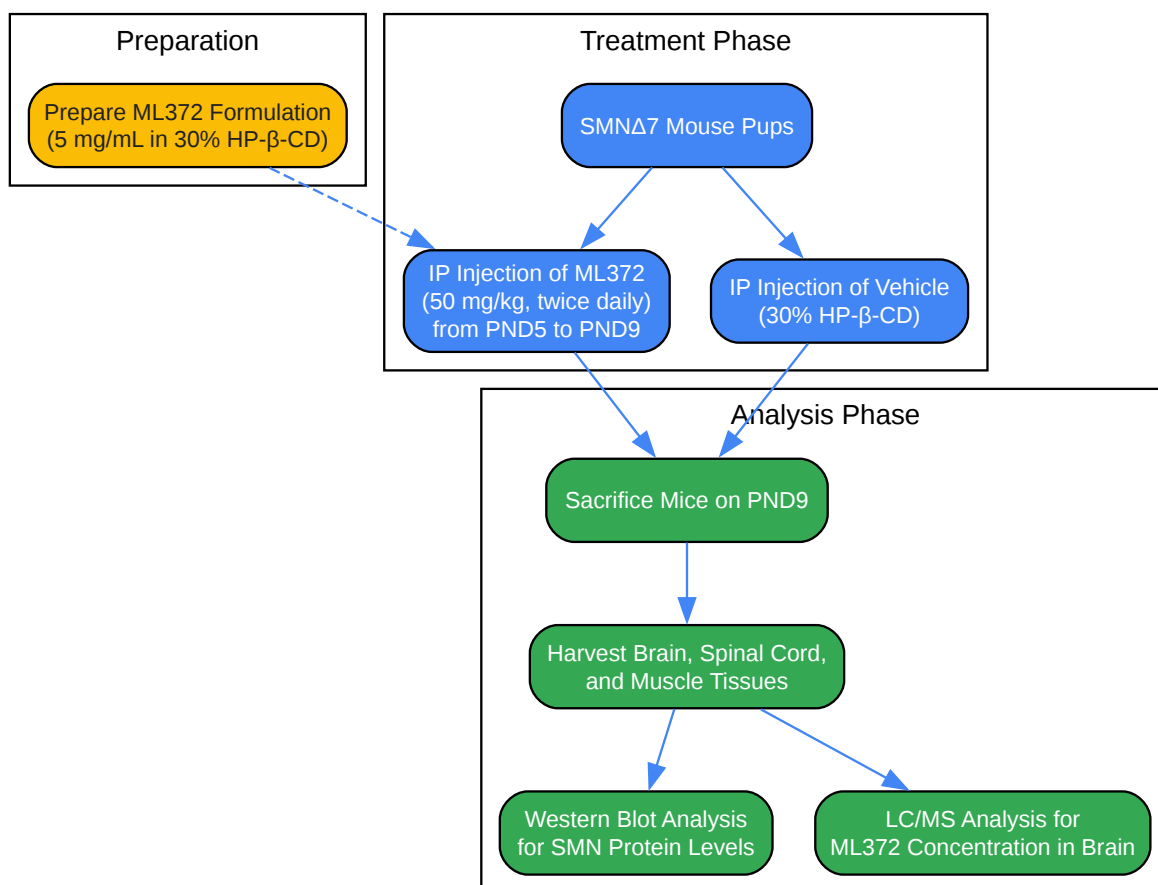 Preparation
Prepare ML372 Formulation
(5 mg/mL in 30% HP-β-CD)
Treatment Phase
SMNΔ7 Mouse Pups
IP Injection of ML372
(50 mg/kg, twice daily)
from PND5 to PND9
IP Injection of Vehicle
(30% HP-β-CD)
Analysis Phase
Sacrifice Mice on PND9
Harvest Brain, Spinal Cord,
and Muscle Tissues
Western Blot Analysis
for SMN Protein Levels
LC/MS Analysis for
ML372 Concentration in Brain